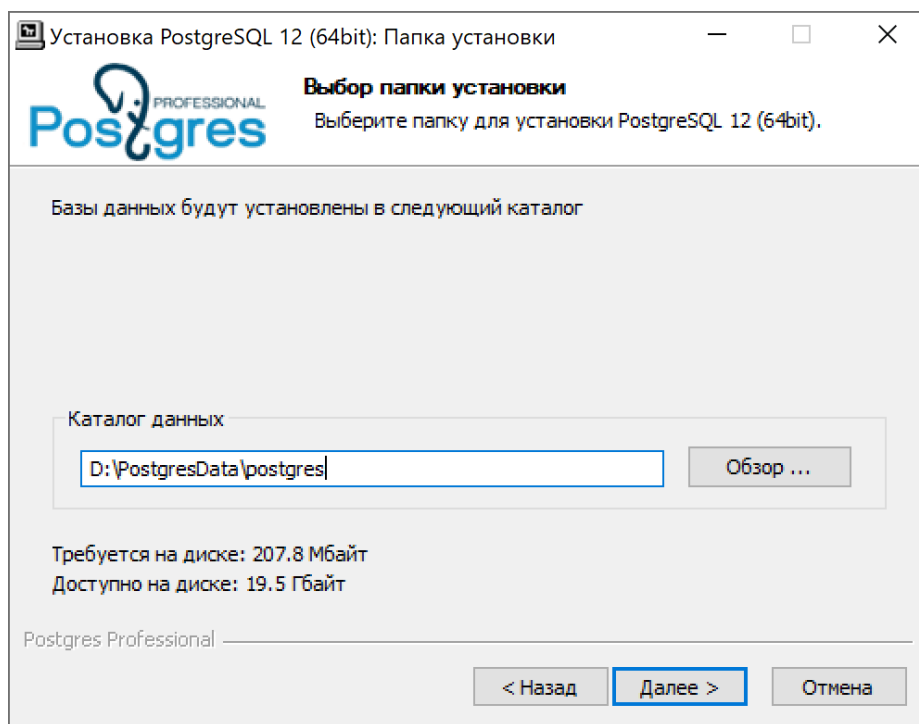 Установка PostgreSQL 12 (64bit): Папка установки
PROFESSIONAL
Postgres
Выбор папки установки
Выберите папку для установки PostgreSQL 12 (64bit).
Базы данных будут установлены в следующий каталог
Каталог данных
D:\PostgresData\postgres
Обзор ...
Требуется на диске: 207.8 Мбайт
Доступно на диске: 19.5 Гбайт
Postgres Professional
< Назад
Далее >
Отмена